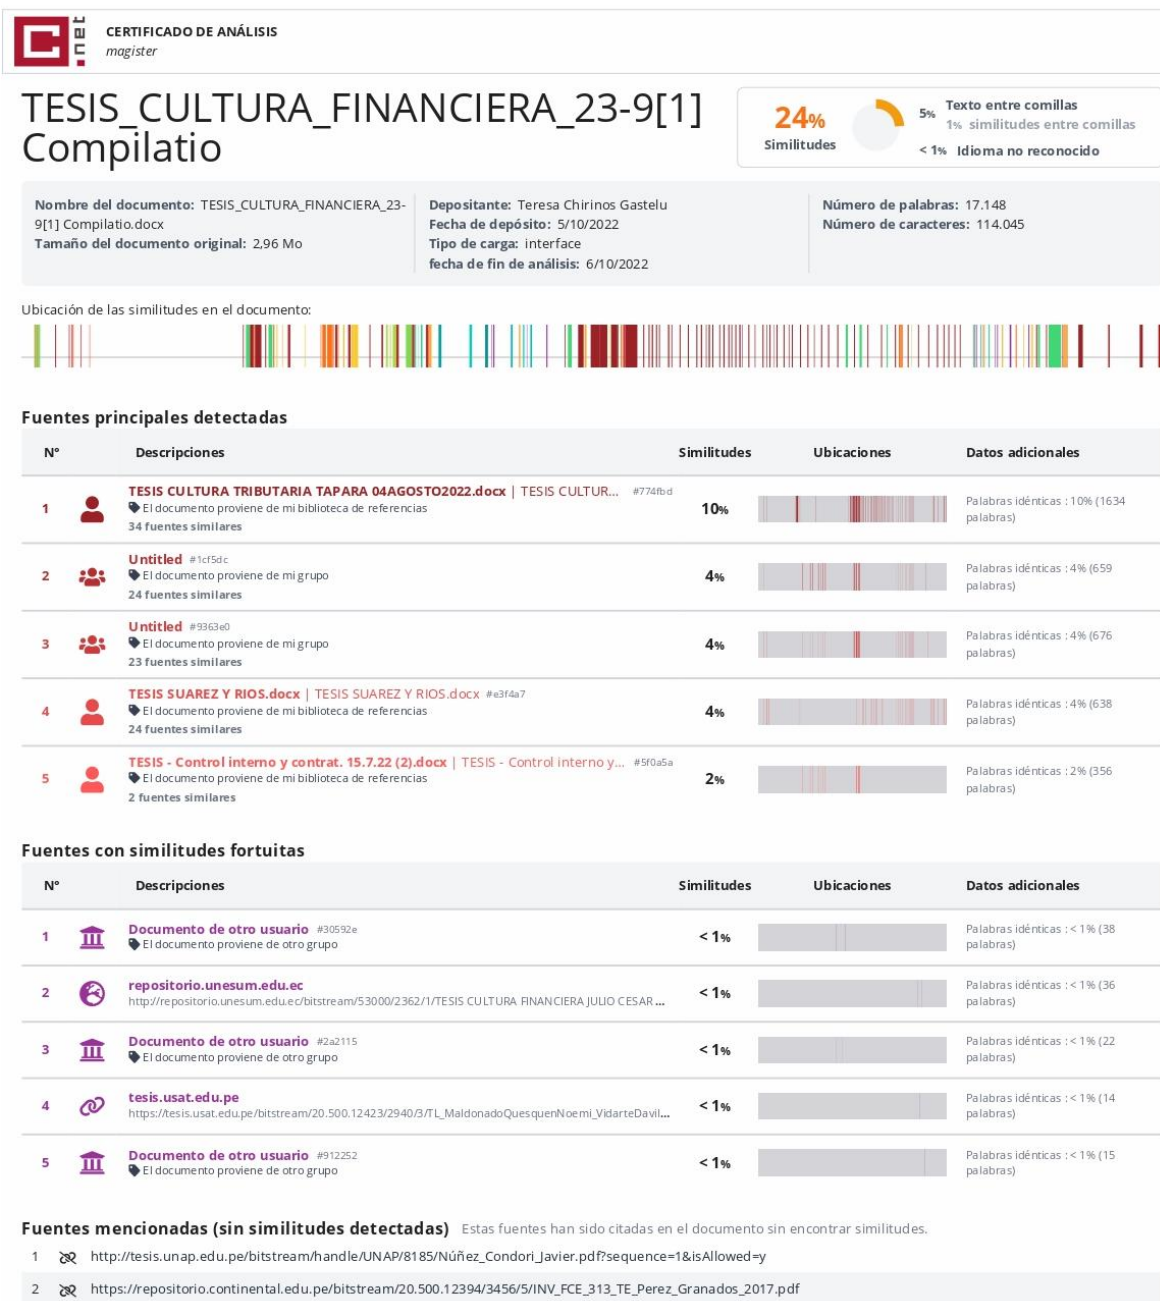 C
net
CERTIFICADO DE ANÁLISIS
magister
TESIS_CULTURA_FINANCIERA_23-9[1]
Compilatio
24%
Similitudes
5% Texto entre comillas
1% similitudes entre comillas
< 1% Idioma no reconocido
Nombre del documento: TESIS_CULTURA_FINANCIERA_23-
9[1] Compilatio.docx
Tamaño del documento original: 2,96 Mo
Depositante: Teresa Chirinos Gastelu
Fecha de depósito: 5/10/2022
Tipo de carga: interface
fecha de fin de análisis: 6/10/2022
Número de palabras: 17.148
Número de caracteres: 114.045
Ubicación de las similitudes en el documento:
Fuentes principales detectadas
N° Descripciones Similitudes Ubicaciones Datos adicionales
1 TESIS CULTURA TRIBUTARIA TAPARA 04AGOSTO2022.docx | TESIS CULTUR... #774fbd
El documento proviene de mi biblioteca de referencias
34 fuentes similares
10%
Palabras idénticas : 10% (1634
palabras)
2 Untitled #1cf5dc
El documento proviene de mi grupo
24 fuentes similares
4%
Palabras idénticas : 4% (659
palabras)
3 Untitled #9363e0
El documento proviene de mi grupo
23 fuentes similares
4%
Palabras idénticas : 4% (676
palabras)
4 TESIS SUAREZ Y RIOS.docx | TESIS SUAREZ Y RIOS.docx #e3f4a7
El documento proviene de mi biblioteca de referencias
24 fuentes similares
4%
Palabras idénticas : 4% (638
palabras)
5 TESIS - Control interno y contrat. 15.7.22 (2).docx | TESIS - Control interno y... #5f0a5a
El documento proviene de mi biblioteca de referencias
2 fuentes similares
2%
Palabras idénticas : 2% (356
palabras)
Fuentes con similitudes fortuitas
N° Descripciones Similitudes Ubicaciones Datos adicionales
1 Documento de otro usuario #30592e
El documento proviene de otro grupo
< 1%
Palabras idénticas : < 1% (38
palabras)
2 repositorio.unesum.edu.ec
http://repositorio.unesum.edu.ec/bitstream/53000/2362/1/TESIS CULTURA FINANCIERA JULIO CESAR ...
< 1%
Palabras idénticas : < 1% (36
palabras)
3 Documento de otro usuario #2a2115
El documento proviene de otro grupo
< 1%
Palabras idénticas : < 1% (22
palabras)
4 tesis.usat.edu.pe
https://tesis.usat.edu.pe/bitstream/20.500.12423/2940/3/TL_MaldonadoQuesquenNoemi_VidarteDavil...
< 1%
Palabras idénticas : < 1% (14
palabras)
5 Documento de otro usuario #912252
El documento proviene de otro grupo
< 1%
Palabras idénticas : < 1% (15
palabras)
Fuentes mencionadas (sin similitudes detectadas) Estas fuentes han sido citadas en el documento sin encontrar similitudes.
1 http://tesis.unap.edu.pe/bitstream/handle/UNAP/8185/Núñez_Condori_Javier.pdf?sequence=1&isAllowed=y
2 https://repositorio.continental.edu.pe/bitstream/20.500.12394/3456/5/INV_FCE_313_TE_Perez_Granados_2017.pdf